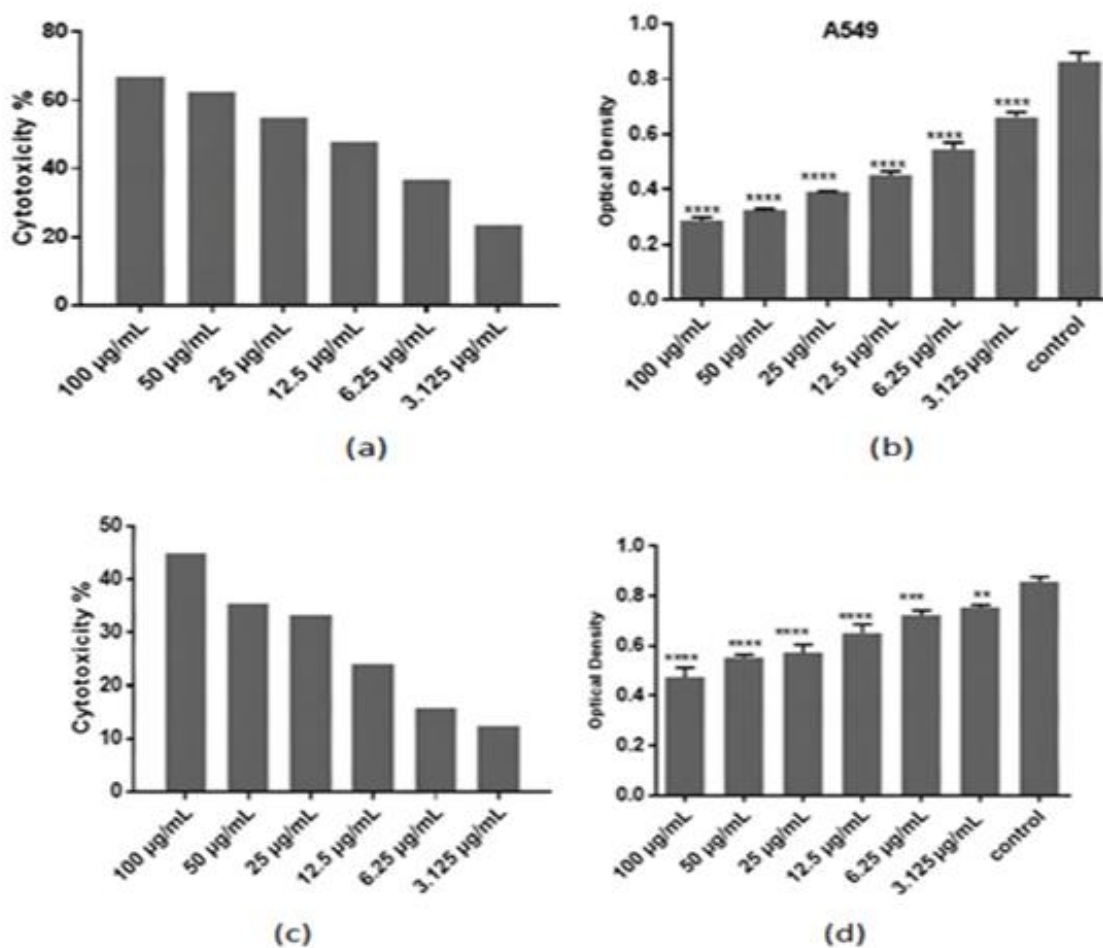 80
60
40
20
0
Cytotoxicity %
100 µg/mL
50 µg/mL
25 µg/mL
12.5 µg/mL
6.25 µg/mL
3.125 µg/mL
(a)
A549
1.0
0.8
0.6
0.4
0.2
0.0
Optical Density
****
****
****
****
****
****
100 µg/mL
50 µg/mL
25 µg/mL
12.5 µg/mL
6.25 µg/mL
3.125 µg/mL
control
(b)
50
40
30
20
10
0
Cytotoxicity %
100 µg/mL
50 µg/mL
25 µg/mL
12.5 µg/mL
6.25 µg/mL
3.125 µg/mL
(c)
1.0
0.8
0.6
0.4
0.2
0.0
Optical Density
****
****
****
****
***
**
100 µg/mL
50 µg/mL
25 µg/mL
12.5 µg/mL
6.25 µg/mL
3.125 µg/mL
control
(d)